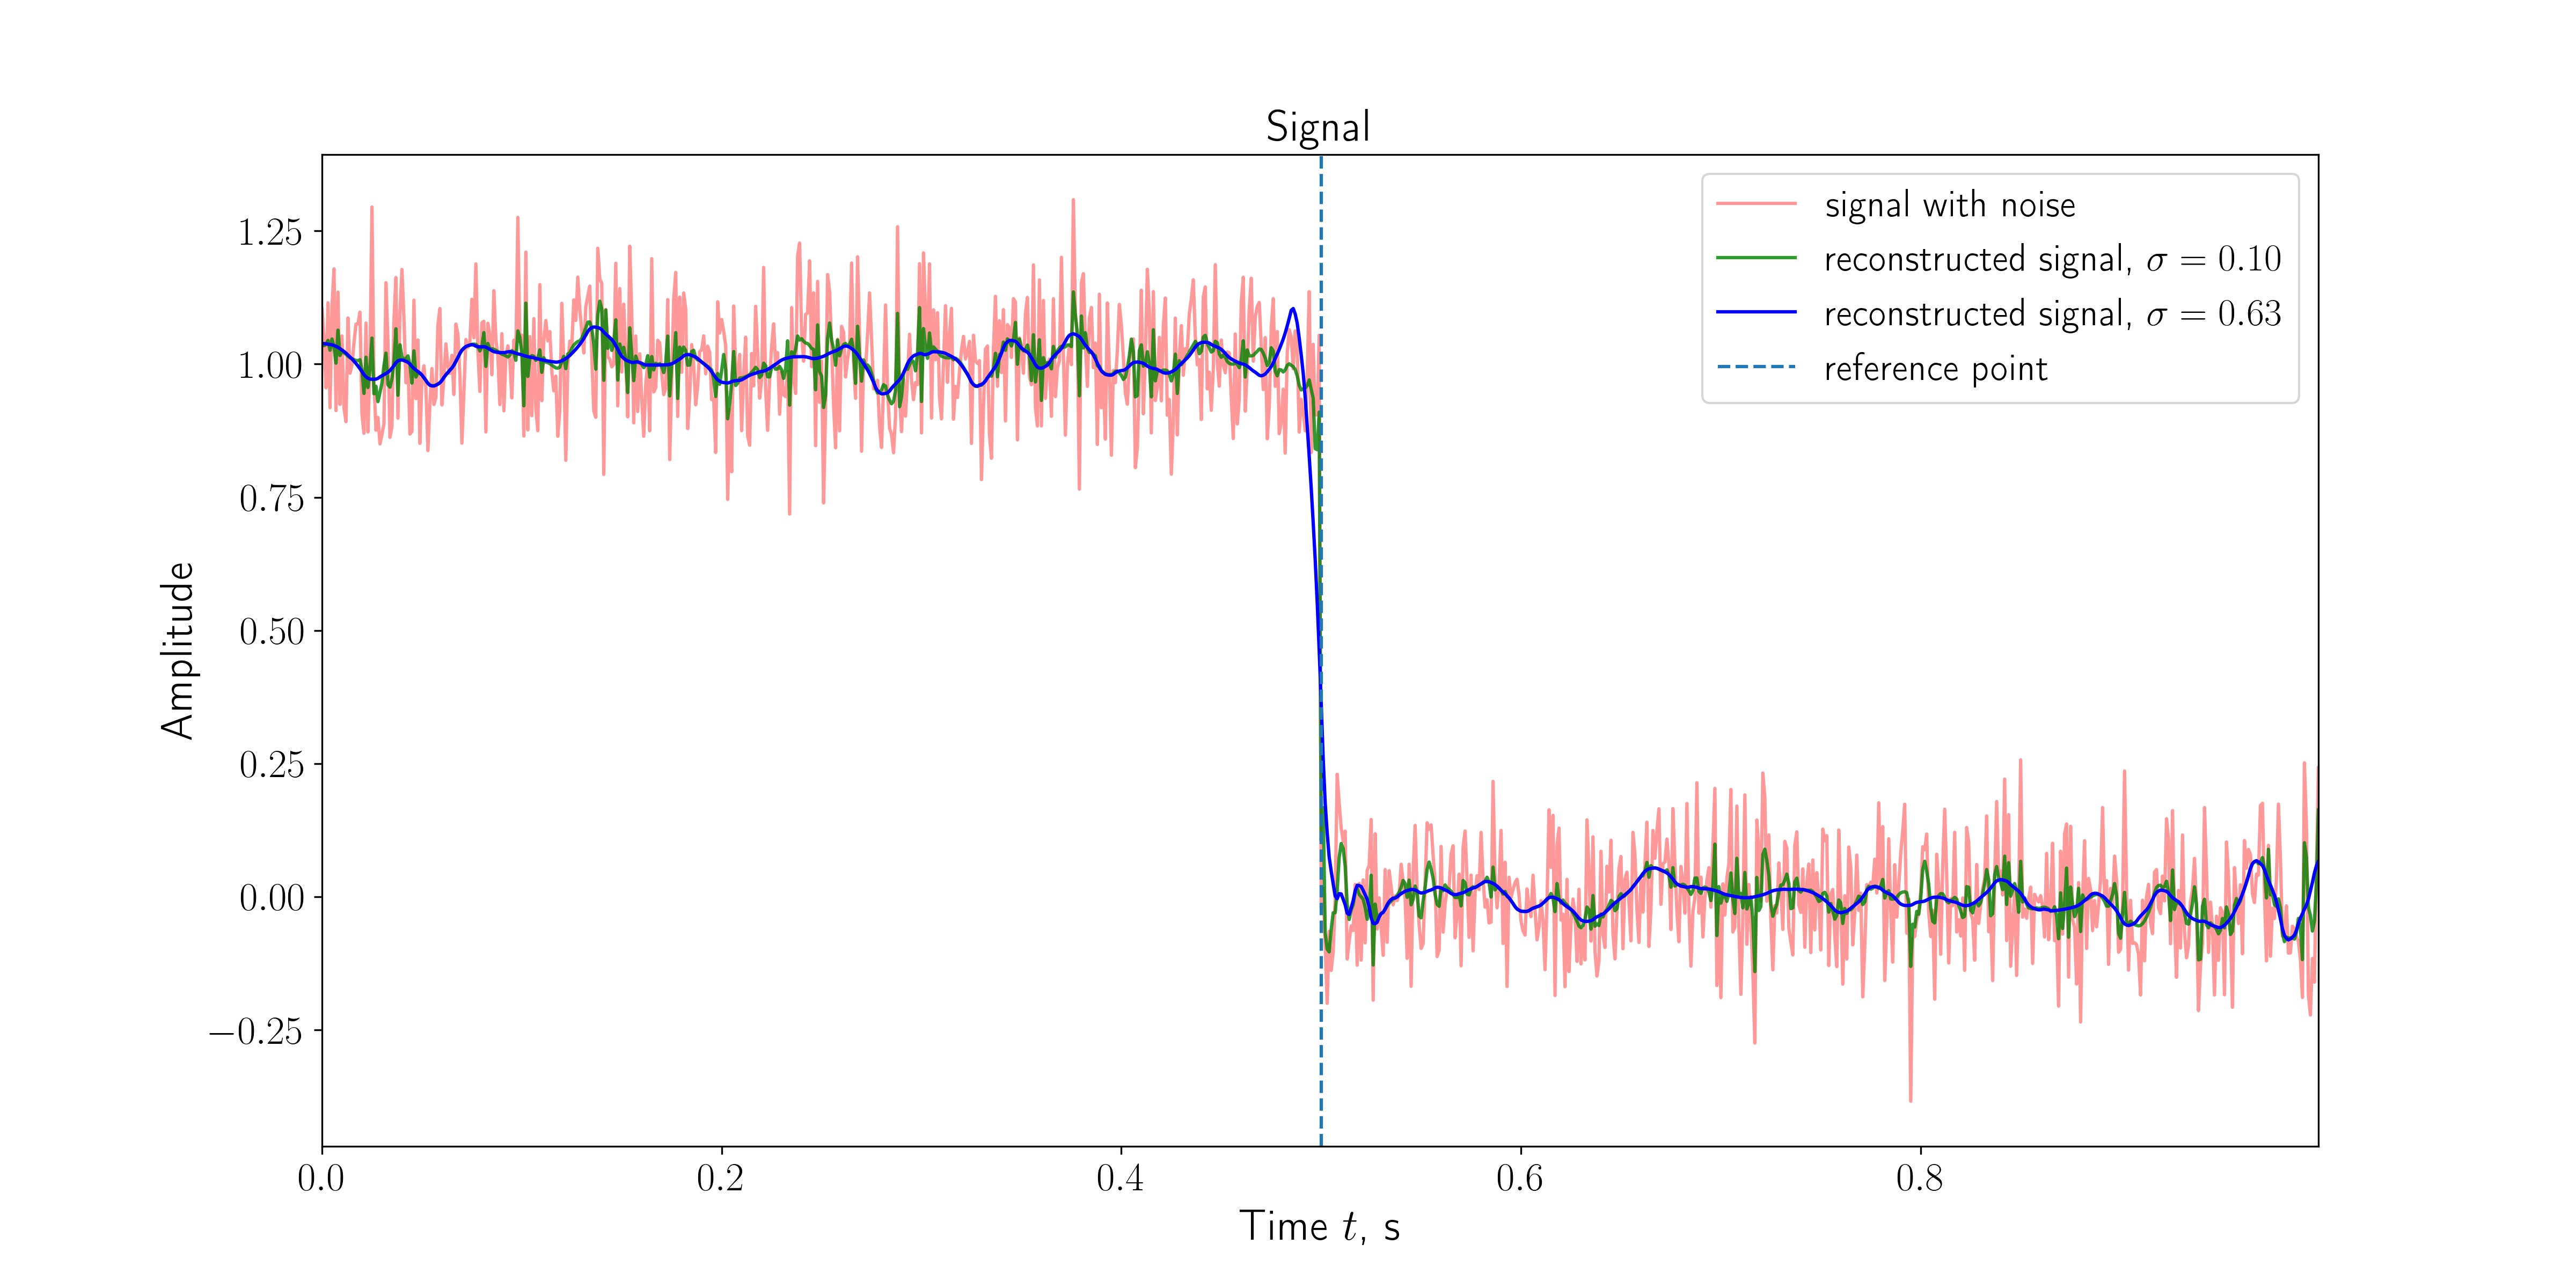 Signal
signal with noise
reconstructed signal, σ = 0.10
reconstructed signal, σ = 0.63
reference point
Amplitude
1.25
1.00
0.75
0.50
0.25
0.00
−0.25
0.0 0.2 0.4 0.6 0.8
Time t, s